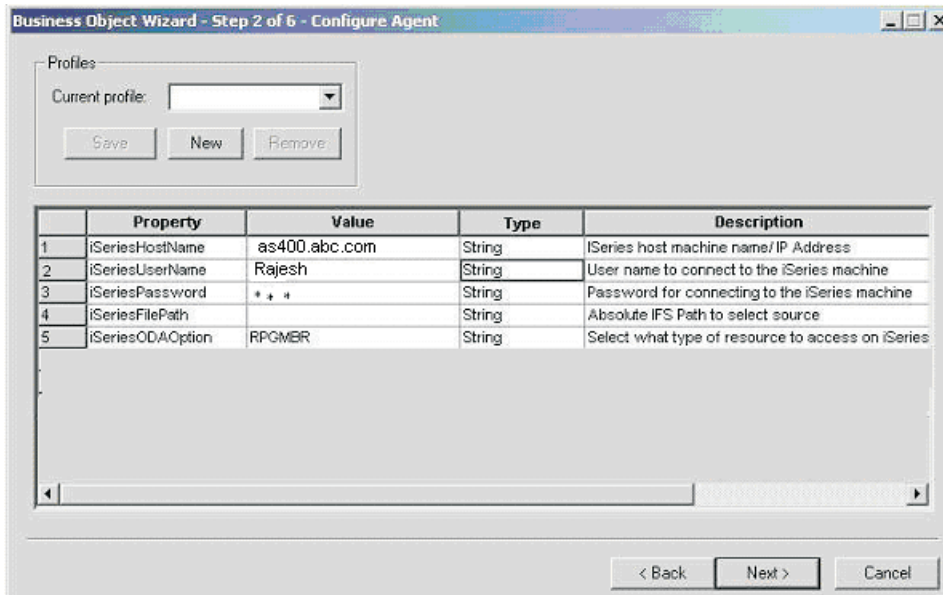 Business Object Wizard - Step 2 of 6 - Configure Agent
Profiles
Current profile:
Save New Remove
Property Value Type Description
1 iSeriesHostName as400.abc.com String ISeries host machine name/ IP Address
2 iSeriesUserName Rajesh String User name to connect to the iSeries machine
3 iSeriesPassword * * * String Password for connecting to the iSeries machine
4 iSeriesFilePath String Absolute IFS Path to select source
5 iSeriesODAOption RPGMBR String Select what type of resource to access on iSeries
< Back Next > Cancel